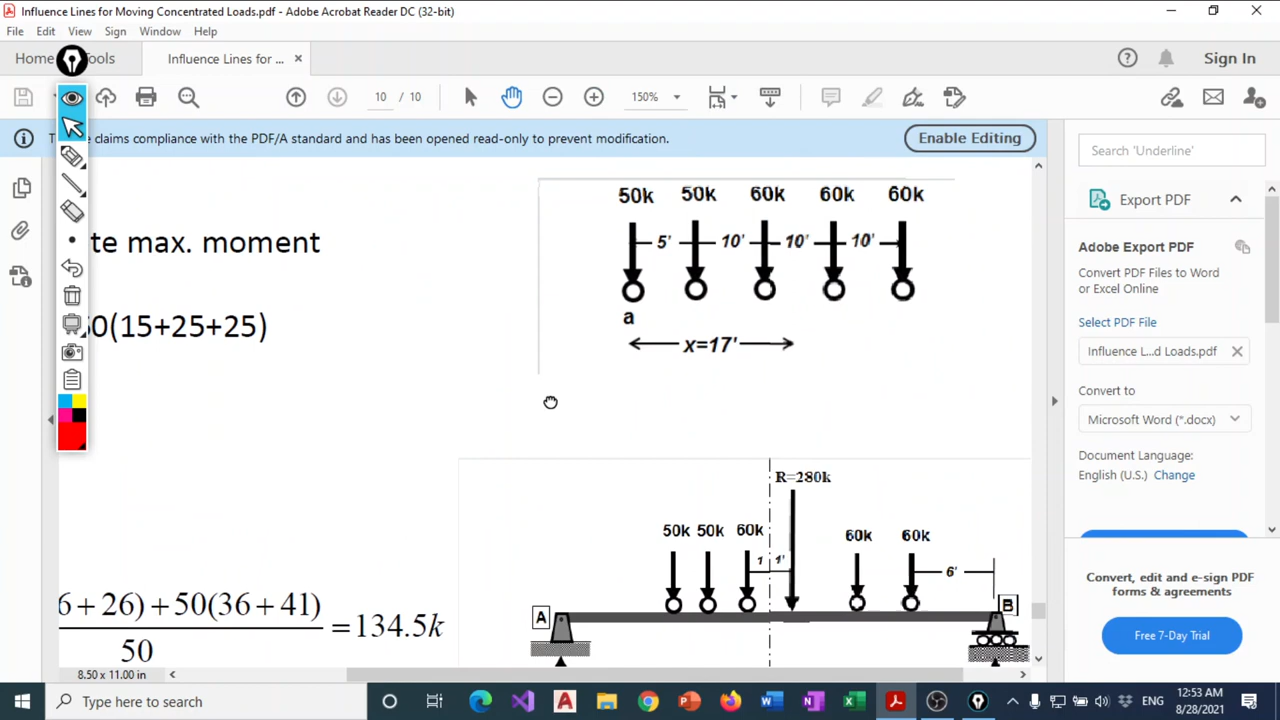 Influence Lines for Moving Concentrated Loads.pdf - Adobe Acrobat Reader DC (32-bit)
File Edit View Sign Window Help
Home Tools Influence Lines for ... × Sign In
10 / 10 150%
claims compliance with the PDF/A standard and has been opened read-only to prevent modification. Enable Editing
te max. moment
50k 50k 60k 60k 60k
5' 10' 10' 10'
a
x=17'
0(15+25+25)
R=280k
50k 50k 60k 60k 60k
1 1' 6'
A B
6+26)+50(36+41)
50
=134.5k
8.50 x 11.00 in
Search 'Underline'
Export PDF
Adobe Export PDF
Convert PDF Files to Word
or Excel Online
Select PDF File
Influence L...d Loads.pdf ×
Convert to
Microsoft Word (*.docx)
Document Language:
English (U.S.) Change
Convert, edit and e-sign PDF
forms & agreements
Free 7-Day Trial
Type here to search
ENG
12:53 AM
8/28/2021